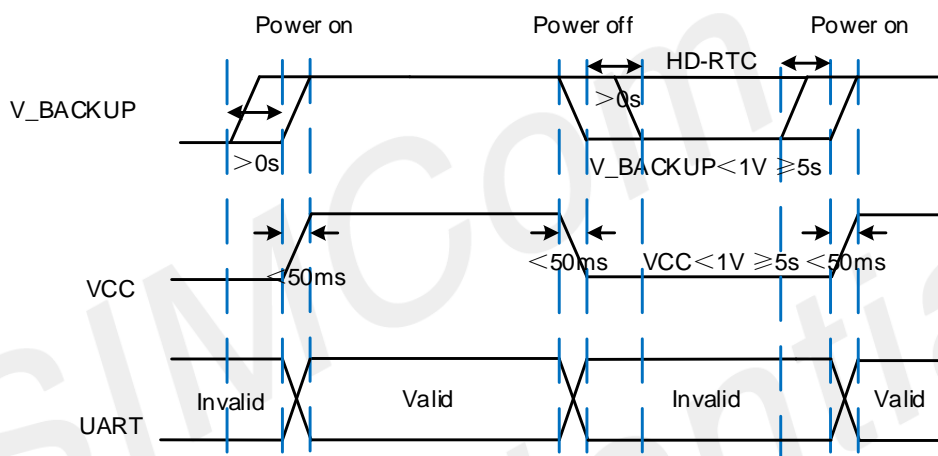 Power on Power off Power on
HD-RTC
V_BACKUP
>0s
>0s
V_BACKUP<1V ≥5s
<50ms <50ms VCC<1V ≥5s <50ms
VCC
Invalid Valid Invalid Valid
UART
SIMCom